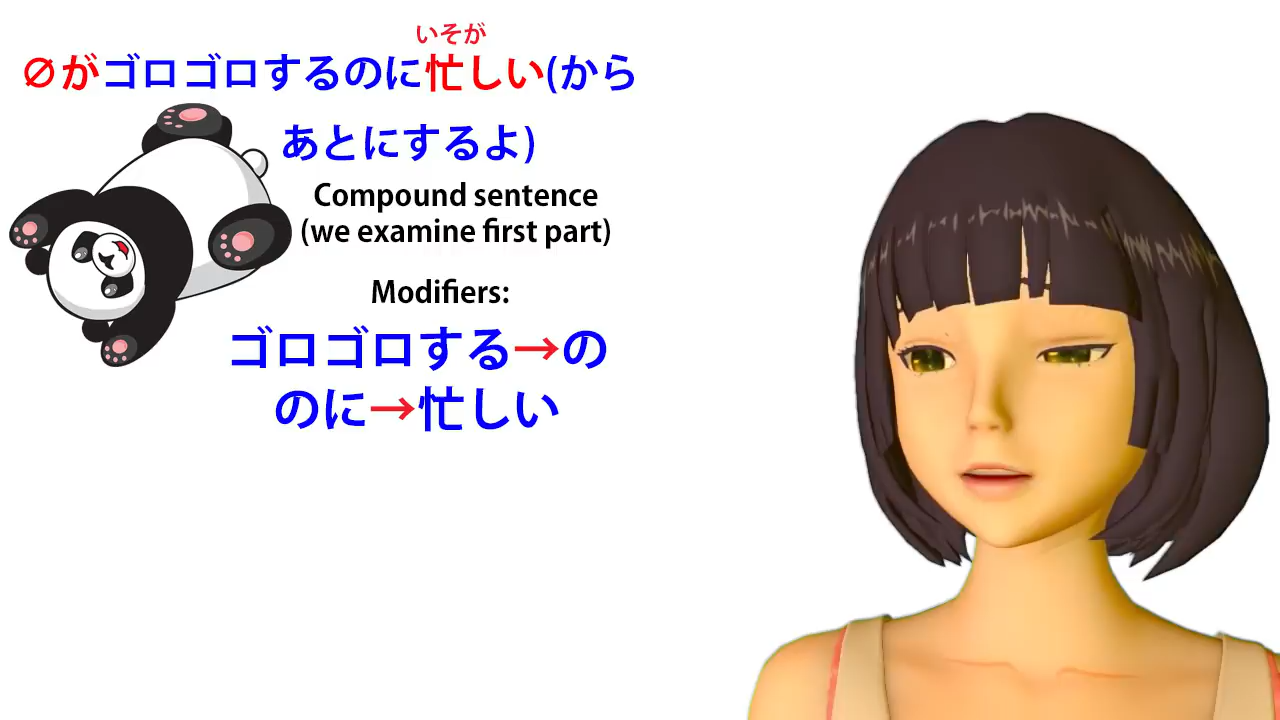 いそが
∅がゴロゴロするのに忙しい(から
あとにするよ)
Compound sentence
(we examine first part)
Modifiers:
ゴロゴロする→の
のに→忙しい